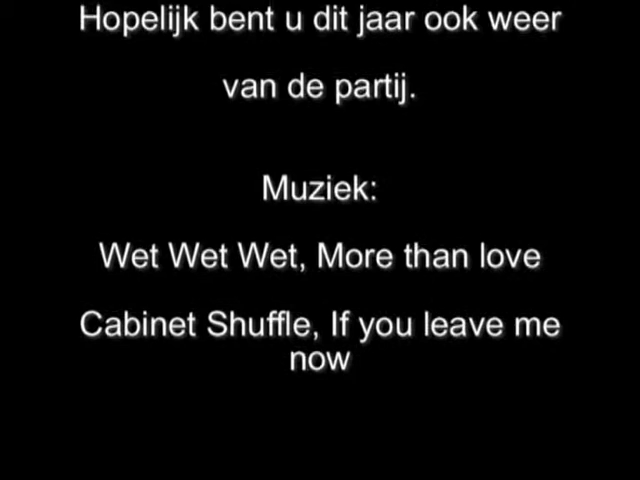 Hopelijk bent u dit jaar ook weer
van de partij.
Muziek:
Wet Wet Wet, More than love
Cabinet Shuffle, If you leave me
now